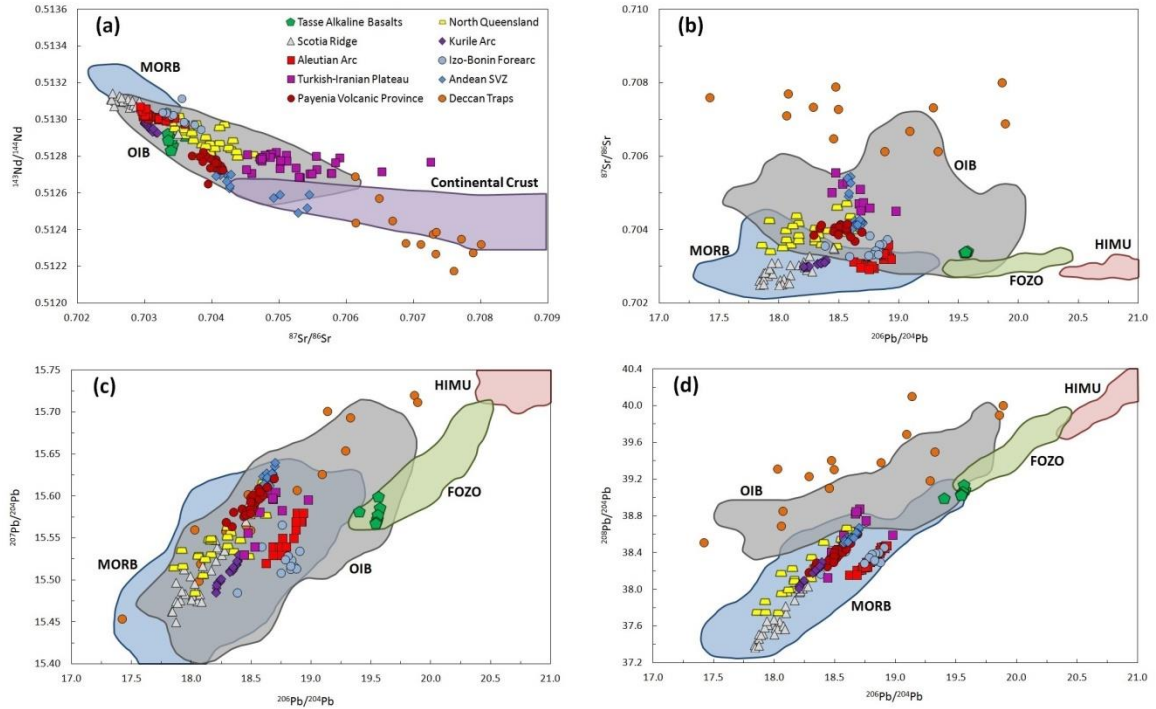 (a)
0.5136
0.5134
0.5132
0.5130
0.5128
0.5126
0.5124
0.5122
0.5120
¹⁴³Nd/¹⁴⁴Nd
Tasse Alkaline Basalts
North Queensland
Scotia Ridge
Kurile Arc
Aleutian Arc
Izo-Bonin Forearc
Turkish-Iranian Plateau
Andean SVZ
Payenia Volcanic Province
Deccan Traps
MORB
OIB
Continental Crust
0.702 0.703 0.704 0.705 0.706 0.707 0.708 0.709
⁸⁷Sr/⁸⁶Sr
(b)
0.710
0.708
0.706
0.704
0.702
⁸⁷Sr/⁸⁶Sr
OIB
MORB
HIMU
FOZO
17.0 17.5 18.0 18.5 19.0 19.5 20.0 20.5 21.0
²⁰⁶Pb/²⁰⁴Pb
(c)
15.75
15.70
15.65
15.60
15.55
15.50
15.45
15.40
²⁰⁷Pb/²⁰⁴Pb
HIMU
FOZO
MORB
OIB
17.0 17.5 18.0 18.5 19.0 19.5 20.0 20.5 21.0
²⁰⁶Pb/²⁰⁴Pb
(d)
40.4
40.0
39.6
39.2
38.8
38.4
38.0
37.6
37.2
²⁰⁸Pb/²⁰⁴Pb
HIMU
FOZO
OIB
MORB
17.0 17.5 18.0 18.5 19.0 19.5 20.0 20.5 21.0
²⁰⁶Pb/²⁰⁴Pb